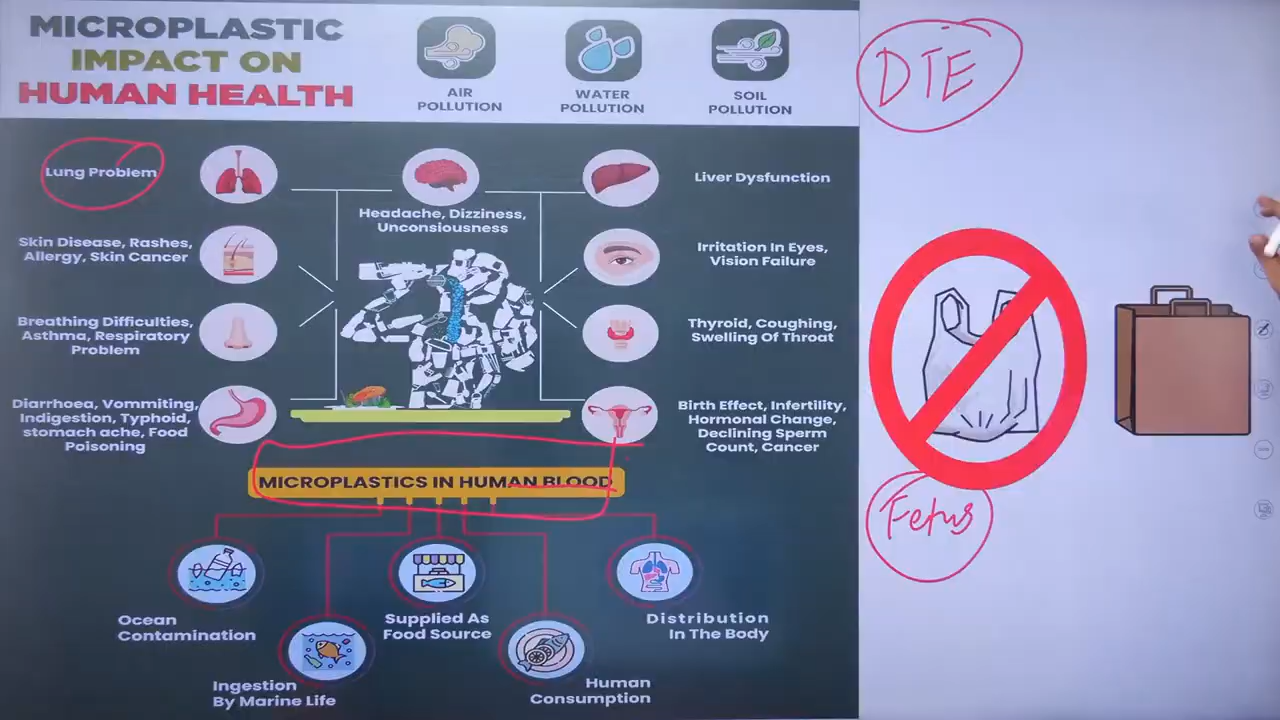 MICROPLASTIC
IMPACT ON
HUMAN HEALTH
AIR
POLLUTION
WATER
POLLUTION
SOIL
POLLUTION
DIE
Lung Problem
Headache, Dizziness,
Unconsiousness
Liver Dysfunction
Skin Disease, Rashes,
Allergy, Skin Cancer
Irritation In Eyes,
Vision Failure
Breathing Difficulties,
Asthma, Respiratory
Problem
Thyroid, Coughing,
Swelling Of Throat
Diarrhoea, Vommiting,
Indigestion, Typhoid,
stomach ache, Food
Poisoning
Birth Effect, Infertility,
Hormonal Change,
Declining Sperm
Count, Cancer
MICROPLASTICS IN HUMAN BLOOD
Fetus
Ocean
Contamination
Supplied As
Food Source
Distribution
In The Body
Ingestion
By Marine Life
Human
Consumption